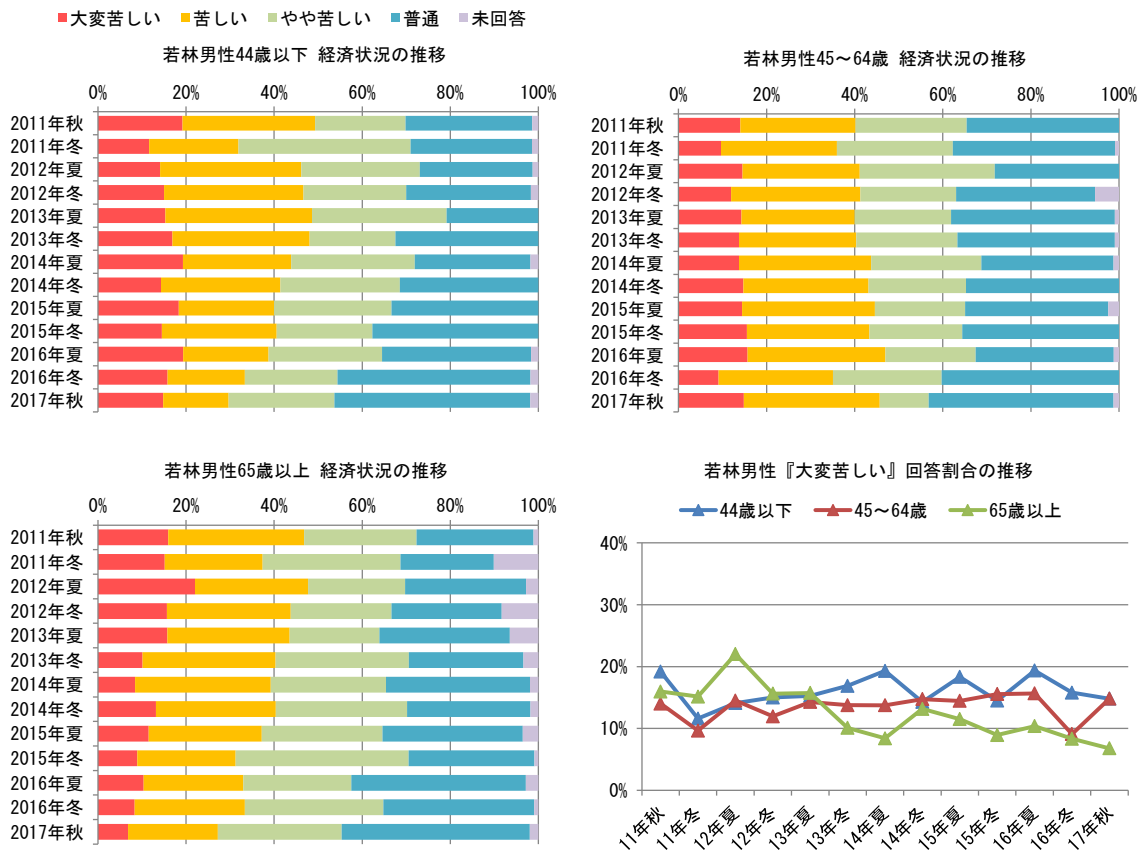 大変苦しい 苦しい やや苦しい 普通 未回答
若林男性44歳以下 経済状況の推移
0% 20% 40% 60% 80% 100%
2011年秋
2011年冬
2012年夏
2012年冬
2013年夏
2013年冬
2014年夏
2014年冬
2015年夏
2015年冬
2016年夏
2016年冬
2017年秋
若林男性45～64歳 経済状況の推移
0% 20% 40% 60% 80% 100%
2011年秋
2011年冬
2012年夏
2012年冬
2013年夏
2013年冬
2014年夏
2014年冬
2015年夏
2015年冬
2016年夏
2016年冬
2017年秋
若林男性65歳以上 経済状況の推移
0% 20% 40% 60% 80% 100%
2011年秋
2011年冬
2012年夏
2012年冬
2013年夏
2013年冬
2014年夏
2014年冬
2015年夏
2015年冬
2016年夏
2016年冬
2017年秋
若林男性『大変苦しい』回答割合の推移
44歳以下 45～64歳 65歳以上
40%
30%
20%
10%
0%
11年秋 11年冬 12年夏 12年冬 13年夏 13年冬 14年夏 14年冬 15年夏 15年冬 16年夏 16年冬 17年秋